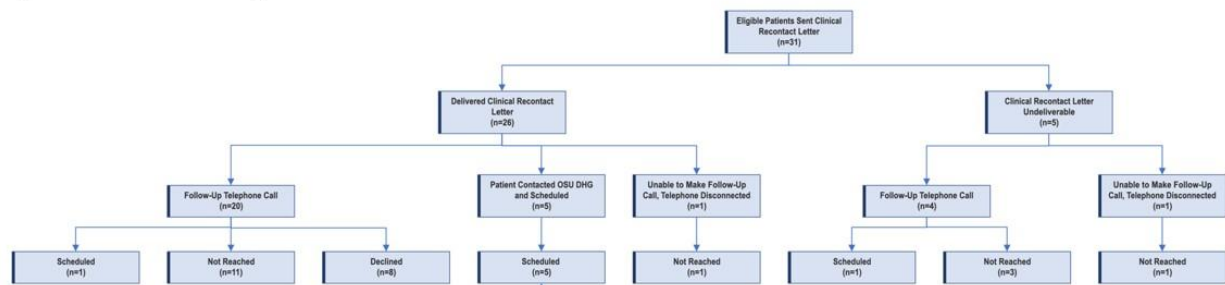 Eligible Patients Sent Clinical
Recontact Letter
(n=31)
Delivered Clinical Recontact
Letter
(n=26)
Clinical Recontact Letter
Undeliverable
(n=5)
Follow-Up Telephone Call
(n=20)
Patient Contacted OSU DHG
and Scheduled
(n=5)
Unable to Make Follow-Up
Call, Telephone Disconnected
(n=1)
Follow-Up Telephone Call
(n=4)
Unable to Make Follow-Up
Call, Telephone Disconnected
(n=1)
Scheduled
(n=1)
Not Reached
(n=11)
Declined
(n=8)
Scheduled
(n=5)
Not Reached
(n=1)
Scheduled
(n=1)
Not Reached
(n=3)
Not Reached
(n=1)